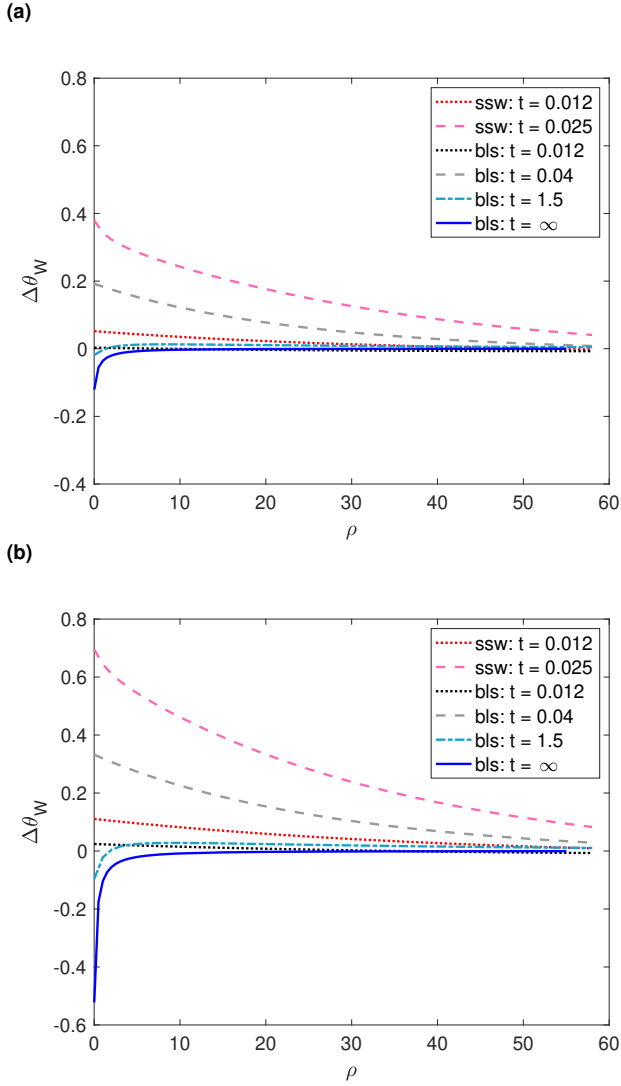 (a)
0.8
0.6
0.4
0.2
0
-0.2
-0.4
Δθ_W
0 10 20 30 40 50 60
ρ
ssw: t = 0.012
ssw: t = 0.025
bls: t = 0.012
bls: t = 0.04
bls: t = 1.5
bls: t = ∞
(b)
0.8
0.6
0.4
0.2
0
-0.2
-0.4
-0.6
Δθ_W
0 10 20 30 40 50 60
ρ
ssw: t = 0.012
ssw: t = 0.025
bls: t = 0.012
bls: t = 0.04
bls: t = 1.5
bls: t = ∞